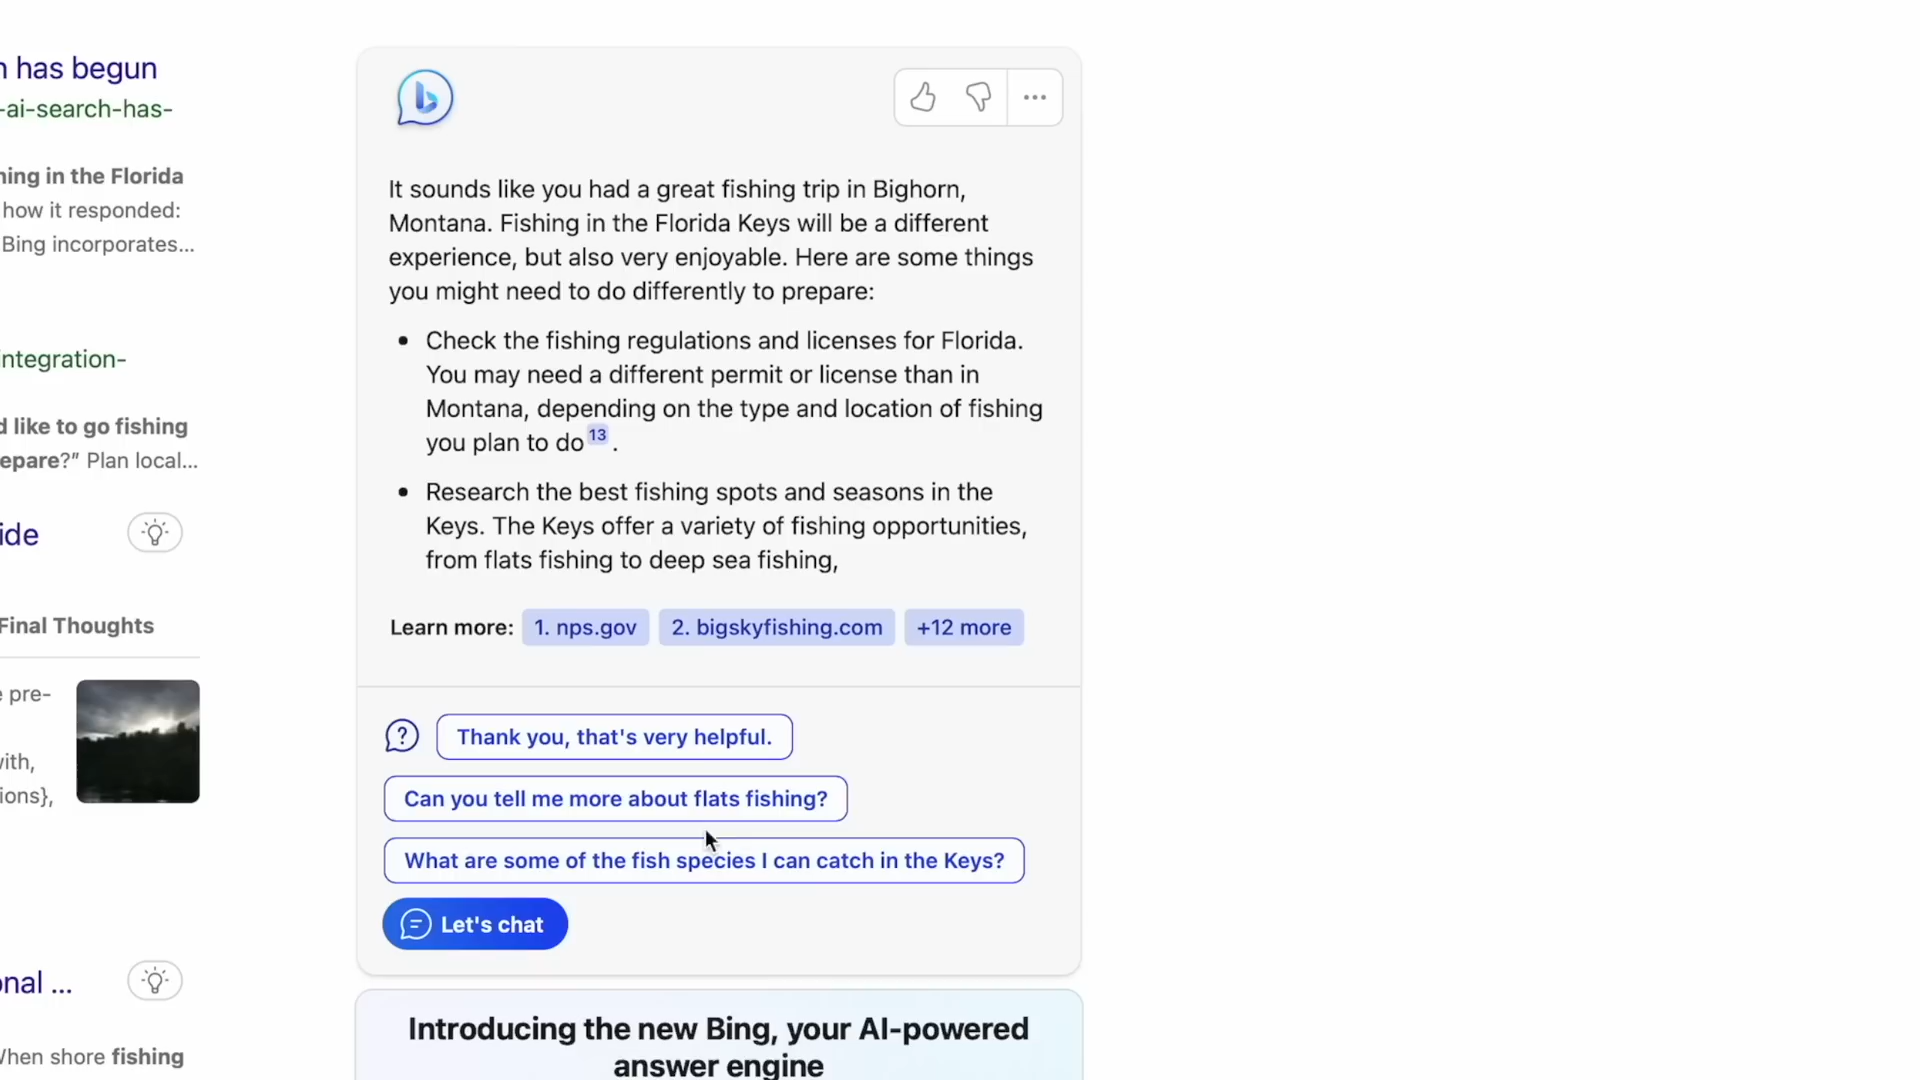 n has begun
-ai-search-has-
ning in the Florida
how it responded:
Bing incorporates...
integration-
d like to go fishing
epare?” Plan local...
ide
Final Thoughts
e pre-
with,
ions},
onal ...
When shore fishing
It sounds like you had a great fishing trip in Bighorn,
Montana. Fishing in the Florida Keys will be a different
experience, but also very enjoyable. Here are some things
you might need to do differently to prepare:
• Check the fishing regulations and licenses for Florida.
You may need a different permit or license than in
Montana, depending on the type and location of fishing
you plan to do 13 .
• Research the best fishing spots and seasons in the
Keys. The Keys offer a variety of fishing opportunities,
from flats fishing to deep sea fishing,
Learn more: 1. nps.gov 2. bigskyfishing.com +12 more
Thank you, that's very helpful.
Can you tell me more about flats fishing?
What are some of the fish species I can catch in the Keys?
Let's chat
Introducing the new Bing, your AI-powered
answer engine